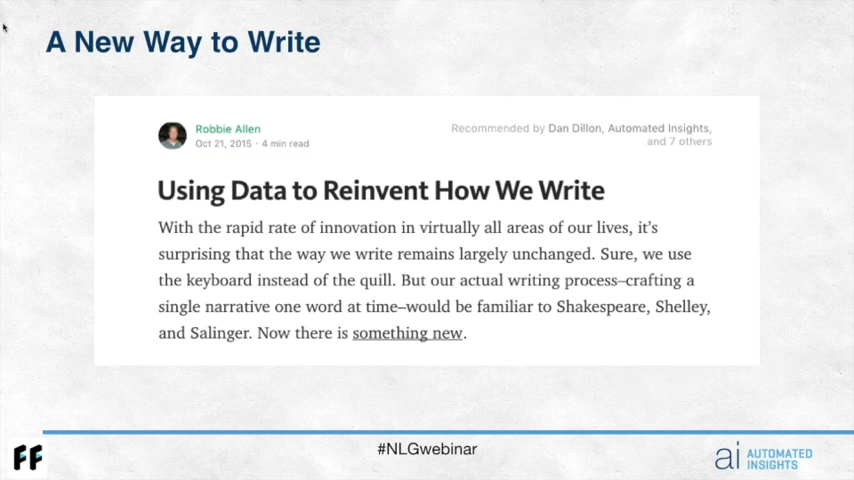 A New Way to Write
Robbie Allen
Oct 21, 2015 · 4 min read
Recommended by Dan Dillon, Automated Insights,
and 7 others
Using Data to Reinvent How We Write
With the rapid rate of innovation in virtually all areas of our lives, it's
surprising that the way we write remains largely unchanged. Sure, we use
the keyboard instead of the quill. But our actual writing process–crafting a
single narrative one word at time–would be familiar to Shakespeare, Shelley,
and Salinger. Now there is something new.
FF
#NLGwebinar
ai AUTOMATED
INSIGHTS